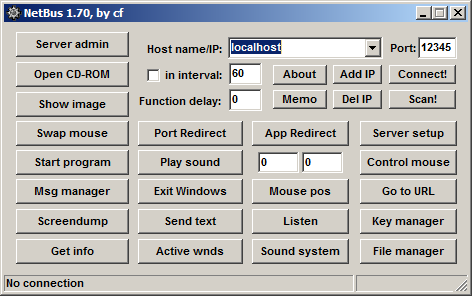 NetBus 1.70, by cf
Server admin
Host name/IP: localhost Port: 12345
Open CD-ROM
in interval: 60 About Add IP Connect!
Show image
Function delay: 0 Memo Del IP Scan!
Swap mouse Port Redirect App Redirect Server setup
Start program Play sound 0 0 Control mouse
Msg manager Exit Windows Mouse pos Go to URL
Screendump Send text Listen Key manager
Get info Active wnds Sound system File manager
No connection